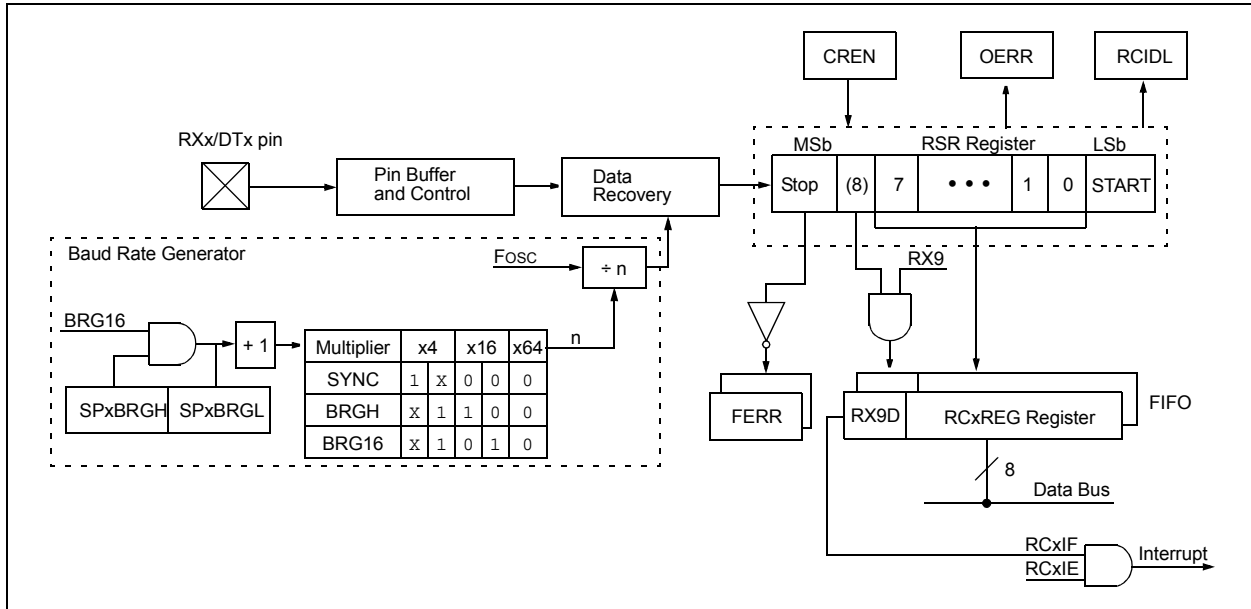 CREN OERR RCIDL
RXx/DTx pin
MSb RSR Register LSb
Pin Buffer and Control
Data Recovery
Stop (8) 7 • • • 1 0 START
Baud Rate Generator
FOSC
÷ n
RX9
BRG16
+ 1
n
Multiplier x4 x16 x64
SYNC 1 X 0 0 0
BRGH X 1 1 0 0
BRG16 X 1 0 1 0
SPxBRGH SPxBRGL
FERR
RX9D RCxREG Register
FIFO
8
Data Bus
RCxIF
RCxIE
Interrupt